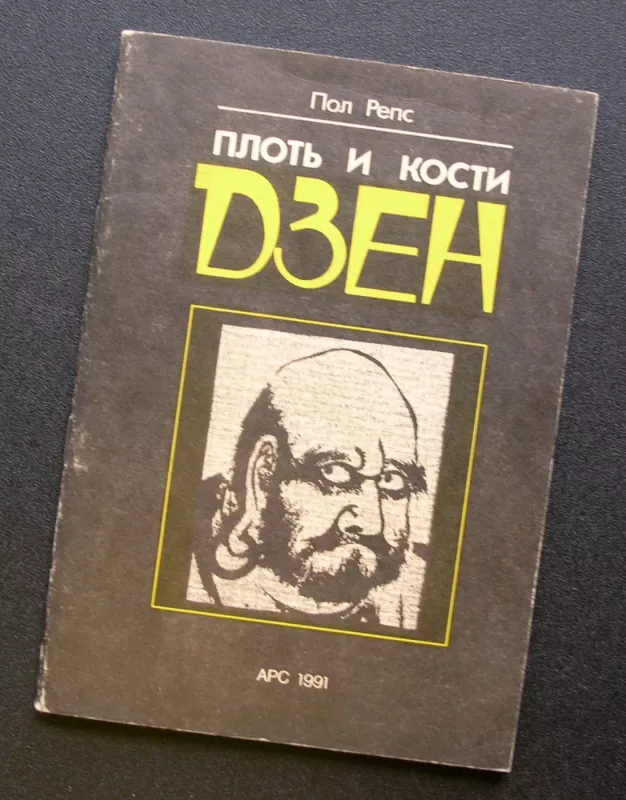 Пол Репс
ПЛОТЬ И КОСТИ
ДЗЕН
АРС 1991